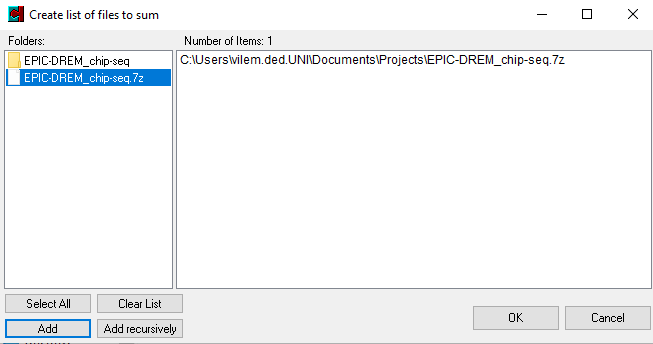 Create list of files to sum
Folders:
Number of Items: 1
EPIC-DREM_chip-seq
EPIC-DREM_chip-seq.7z
C:\Users\vilem.ded.UNI\Documents\Projects\EPIC-DREM_chip-seq.7z
Select All
Clear List
Add
Add recursively
OK
Cancel